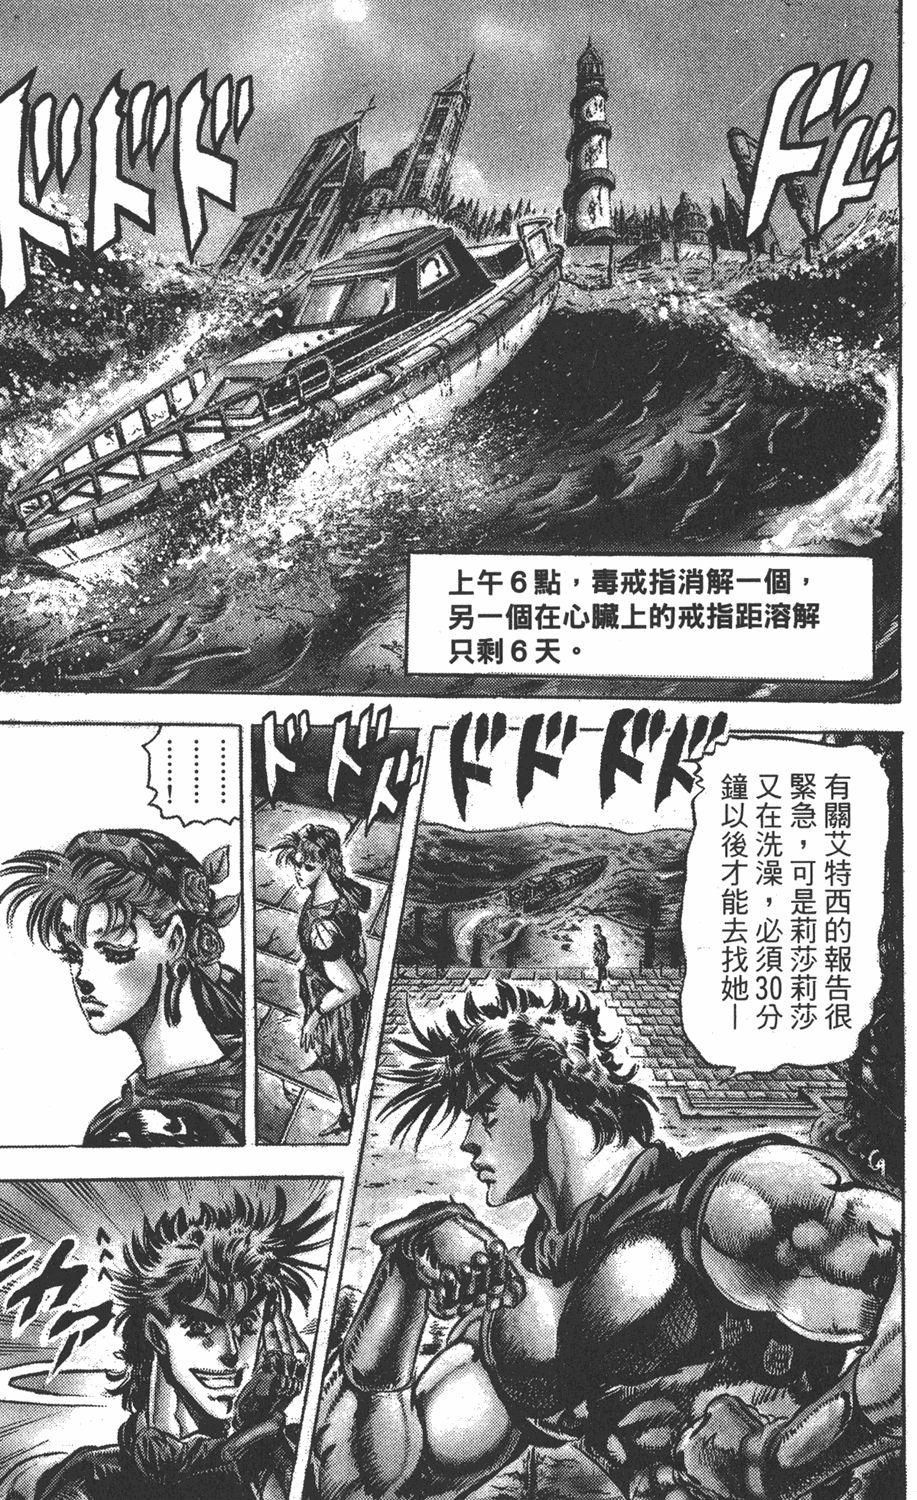 ドドド
ドド
上午6點，毒戒指消解一個，
另一個在心臟上的戒指距溶解
只剩6天。
有關艾特西的報告很
緊急，可是莉莎莉莎
又在洗澡，必須30分
鐘以後才能去找她—
ドドドド
ドドド
………
………！
ニカァ